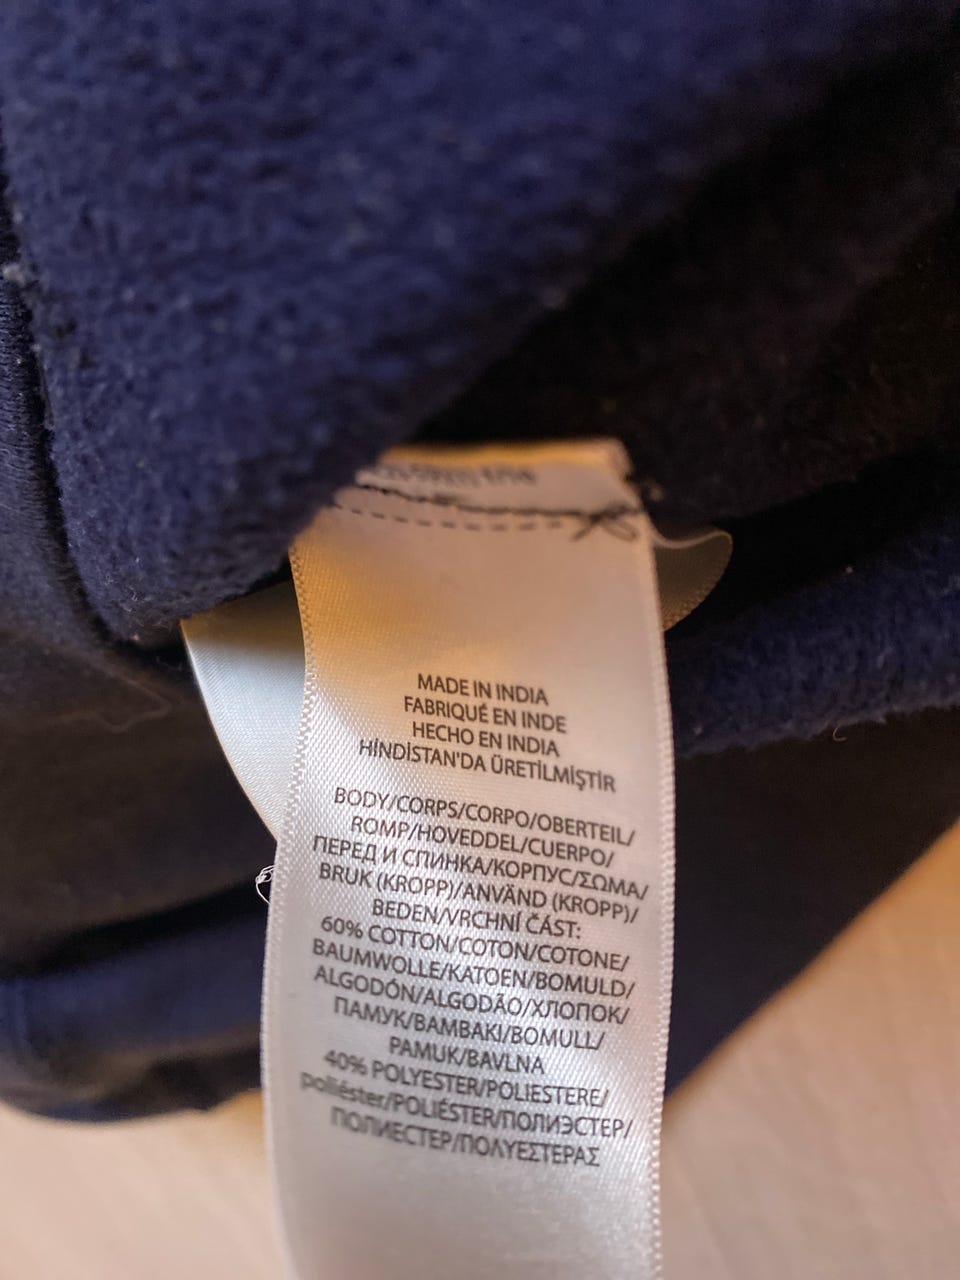 MADE IN INDIA
FABRIQUÉ EN INDE
HECHO EN INDIA
HİNDİSTAN'DA ÜRETİLMİŞTİR
BODY/CORPS/CORPO/OBERTEIL/
ROMP/HOVEDDEL/CUERPO/
ПЕРЕД И СПИНКА/КОРПУС/ΣΩΜΑ/
BRUK (KROPP)/ANVÄND (KROPP)/
BEDEN/VRCHNÍ ČÁST:
60% COTTON/COTON/COTONE/
BAUMWOLLE/KATOEN/BOMULD/
ALGODÓN/ALGODÃO/ХЛОПОК/
ПАМУК/BAMBAKI/BOMULL/
PAMUK/BAVLNA
40% POLYESTER/POLIESTERE/
poliéster/POLIÉSTER/ПОЛИЭСТЕР/
ПОЛИЕСТЕР/ΠΟΛΥΕΣΤΕΡΑΣ